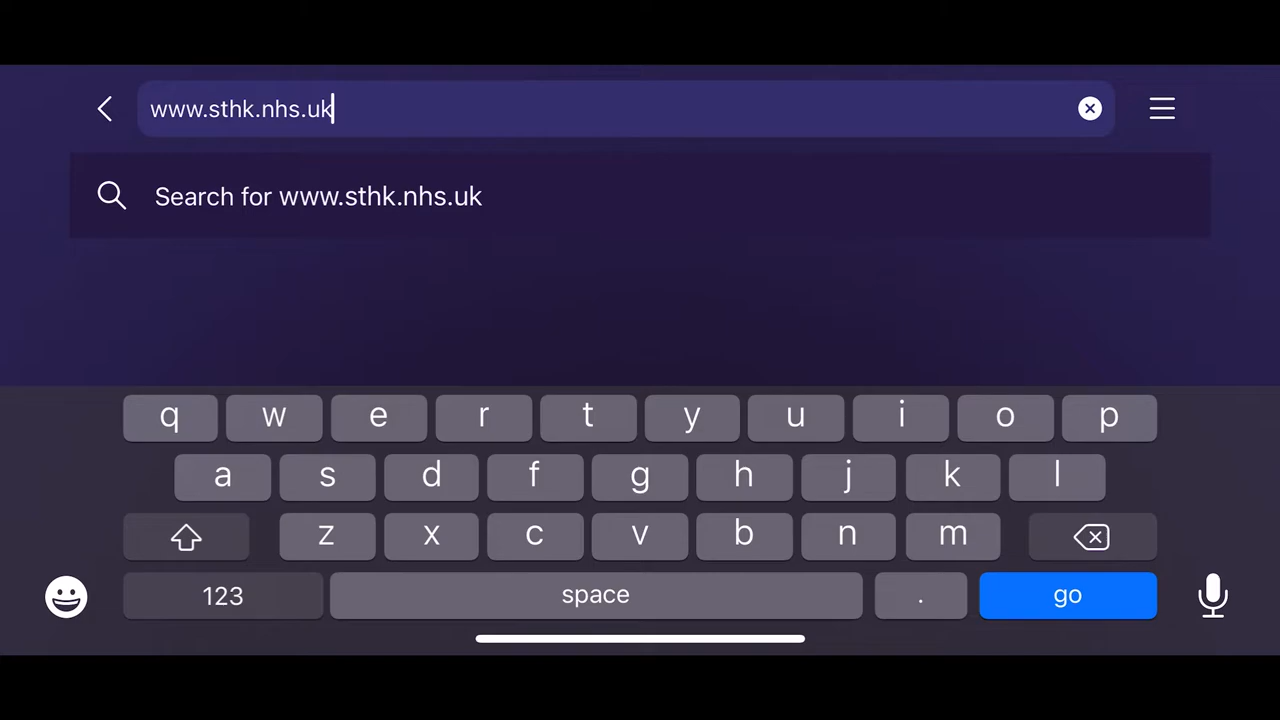 www.sthk.nhs.uk
Search for www.sthk.nhs.uk
q w e r t y u i o p
a s d f g h j k l
z x c v b n m
123 space . go